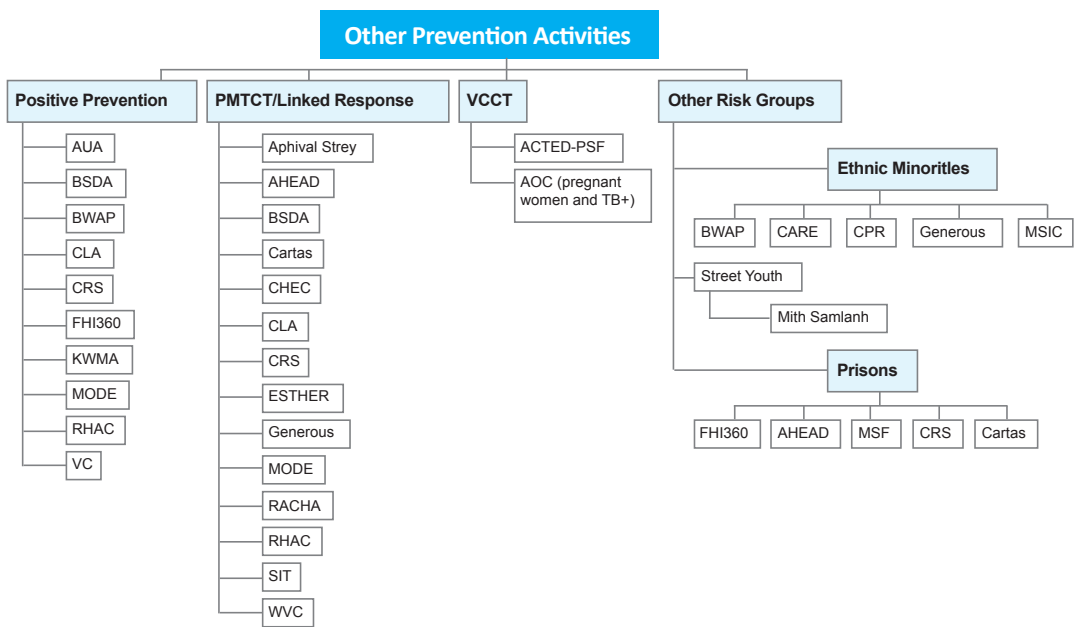 Other Prevention Activities
Positive Prevention
AUA
BSDA
BWAP
CLA
CRS
FHI360
KWMA
MODE
RHAC
VC
PMTCT/Linked Response
Aphival Strey
AHEAD
BSDA
Cartas
CHEC
CLA
CRS
ESTHER
Generous
MODE
RACHA
RHAC
SIT
WVC
VCCT
ACTED-PSF
AOC (pregnant
women and TB+)
Other Risk Groups
Ethnic Minoritles
BWAP
CARE
CPR
Generous
MSIC
Street Youth
Mith Samlanh
Prisons
FHI360
AHEAD
MSF
CRS
Cartas